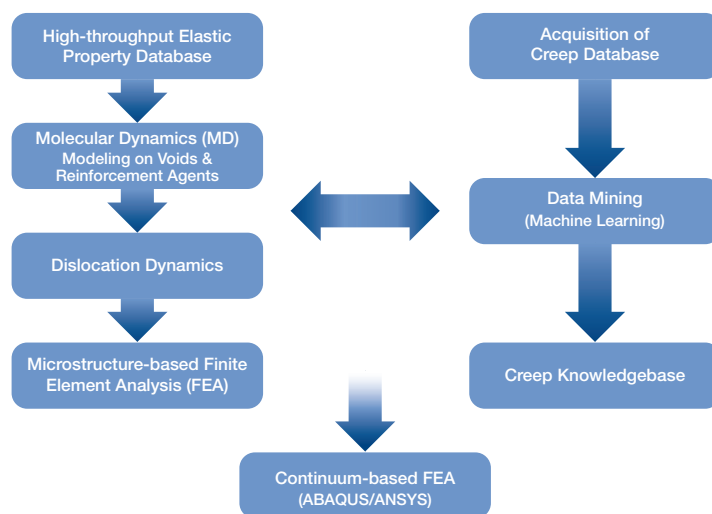 High-throughput Elastic
Property Database
Molecular Dynamics (MD)
Modeling on Voids &
Reinforcement Agents
Dislocation Dynamics
Microstructure-based Finite
Element Analysis (FEA)
Acquisition of
Creep Database
Data Mining
(Machine Learning)
Creep Knowledgebase
Continuum-based FEA
(ABAQUS/ANSYS)